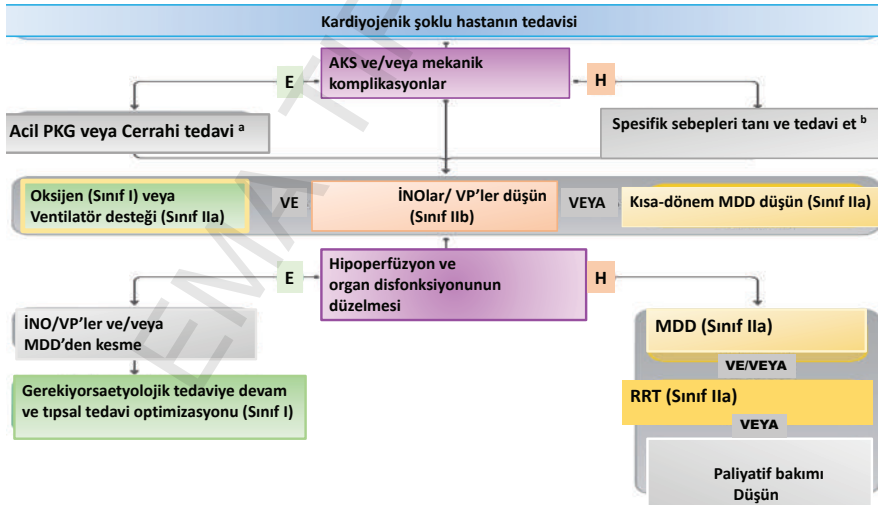 Kardiyojenik şoklu hastanın tedavisi
AKS ve/veya mekanik
komplikasyonlar
E
H
Acil PKG veya Cerrahi tedavi ᵃ
Spesifik sebepleri tanı ve tedavi et ᵇ
Oksijen (Sınıf I) veya
Ventilatör desteği (Sınıf IIa)
VE
İNOlar/ VP'ler düşün
(Sınıf IIb)
VEYA
Kısa-dönem MDD düşün (Sınıf IIa)
Hipoperfüzyon ve
organ disfonksiyonunun
düzelmesi
E
H
İNO/VP'ler ve/veya
MDD'den kesme
Gerekiyorsaetyolojik tedaviye devam
ve tıpsal tedavi optimizasyonu (Sınıf I)
MDD (Sınıf IIa)
VE/VEYA
RRT (Sınıf IIa)
VEYA
Paliyatif bakımı
Düşün
EMA TIP